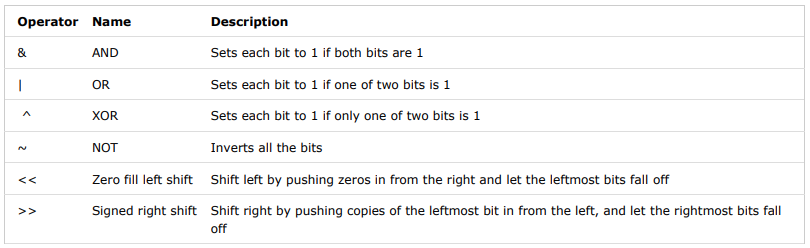 Operator Name Description
& AND Sets each bit to 1 if both bits are 1
| OR Sets each bit to 1 if one of two bits is 1
^ XOR Sets each bit to 1 if only one of two bits is 1
~ NOT Inverts all the bits
<< Zero fill left shift Shift left by pushing zeros in from the right and let the leftmost bits fall off
>> Signed right shift Shift right by pushing copies of the leftmost bit in from the left, and let the rightmost bits fall
off